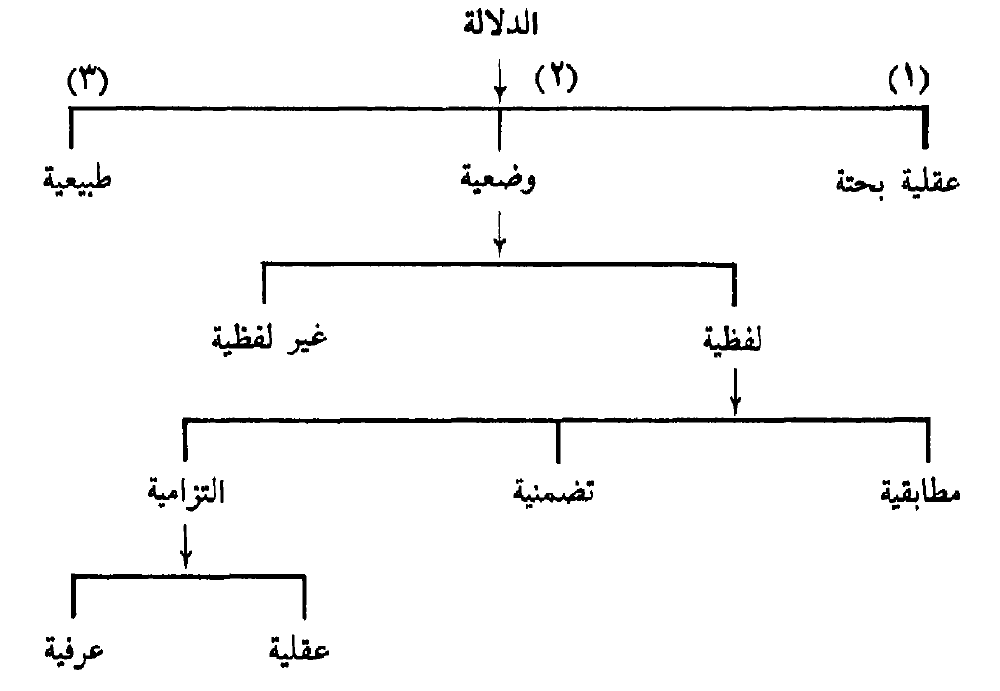 الدلالة
(١) (٢) (٣)
عقلية بحتة وضعية طبيعية
لفظية غير لفظية
مطابقية تضمنية التزامية
عقلية عرفية